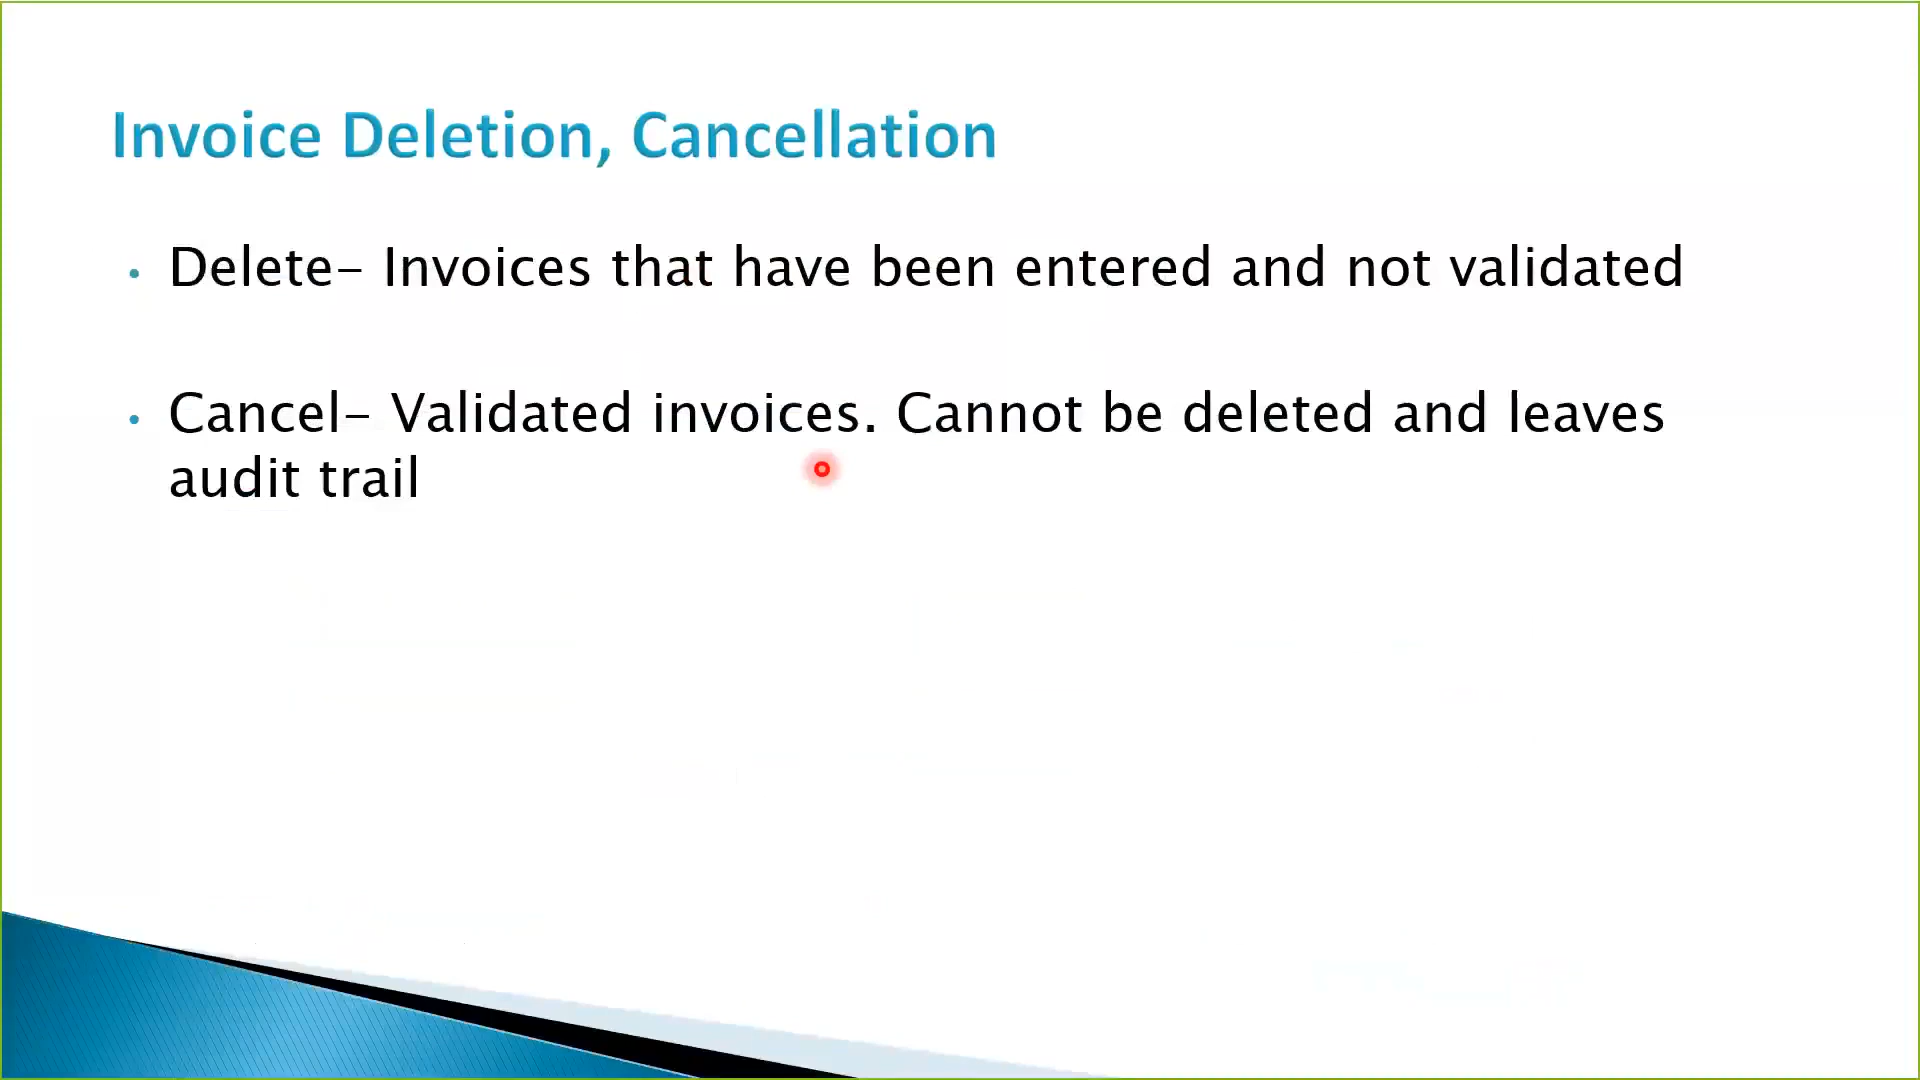 Invoice Deletion, Cancellation
• Delete- Invoices that have been entered and not validated
• Cancel- Validated invoices. Cannot be deleted and leaves
audit trail